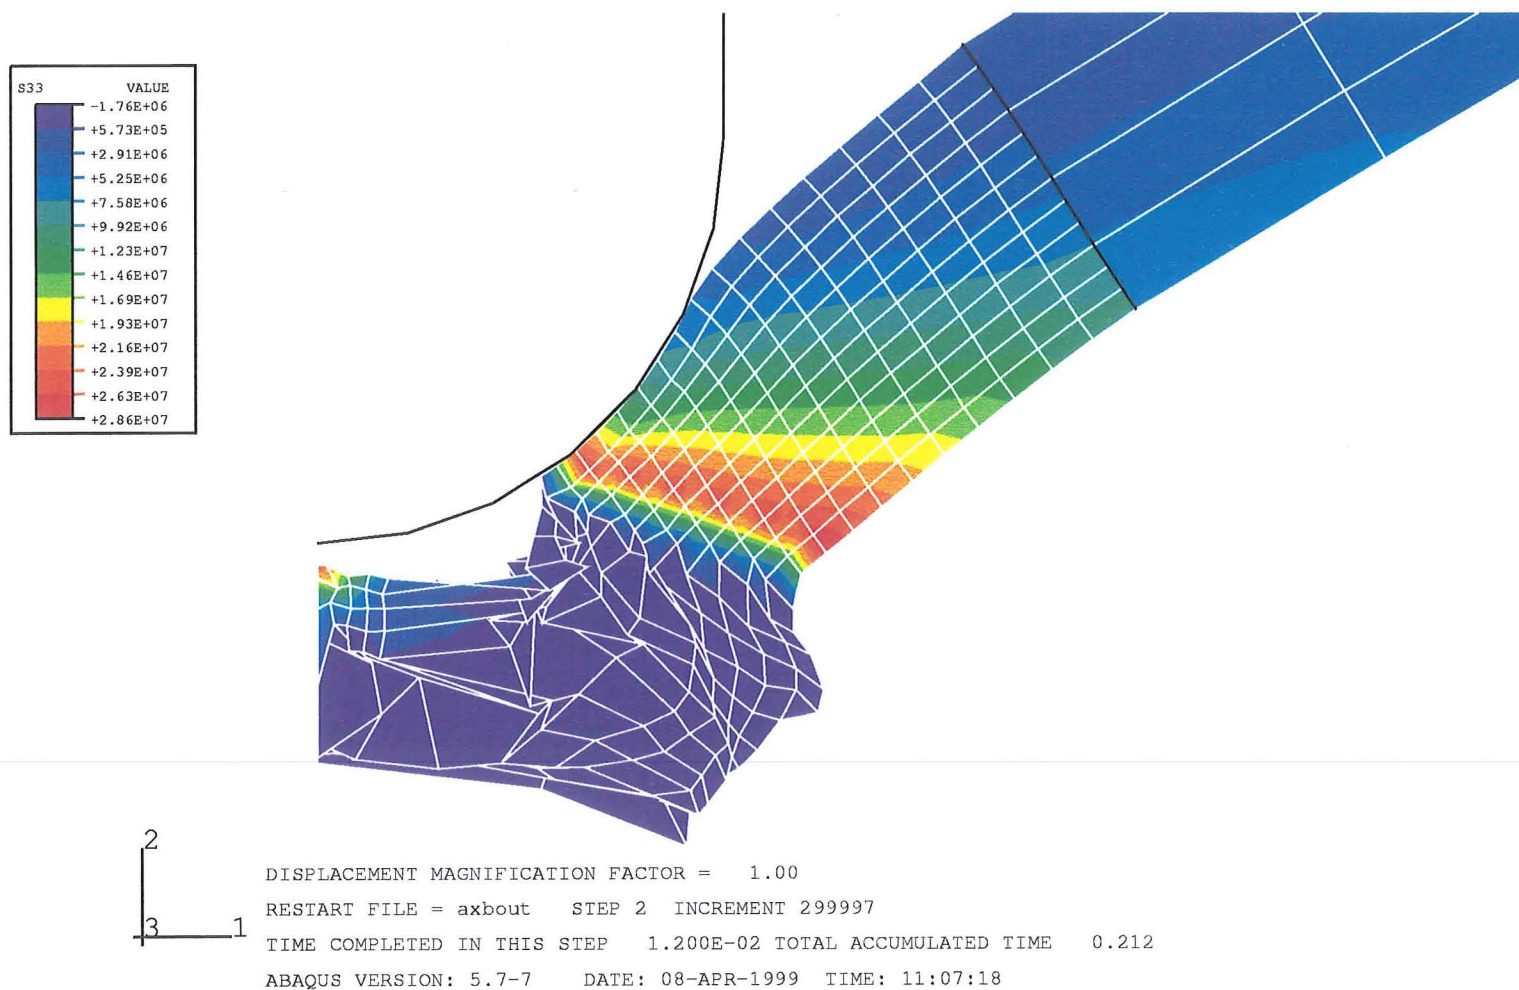 S33 VALUE
-1.76E+06
+5.73E+05
+2.91E+06
+5.25E+06
+7.58E+06
+9.92E+06
+1.23E+07
+1.46E+07
+1.69E+07
+1.93E+07
+2.16E+07
+2.39E+07
+2.63E+07
+2.86E+07
2
3 1
DISPLACEMENT MAGNIFICATION FACTOR = 1.00
RESTART FILE = axbout STEP 2 INCREMENT 299997
TIME COMPLETED IN THIS STEP 1.200E-02 TOTAL ACCUMULATED TIME 0.212
ABAQUS VERSION: 5.7-7 DATE: 08-APR-1999 TIME: 11:07:18